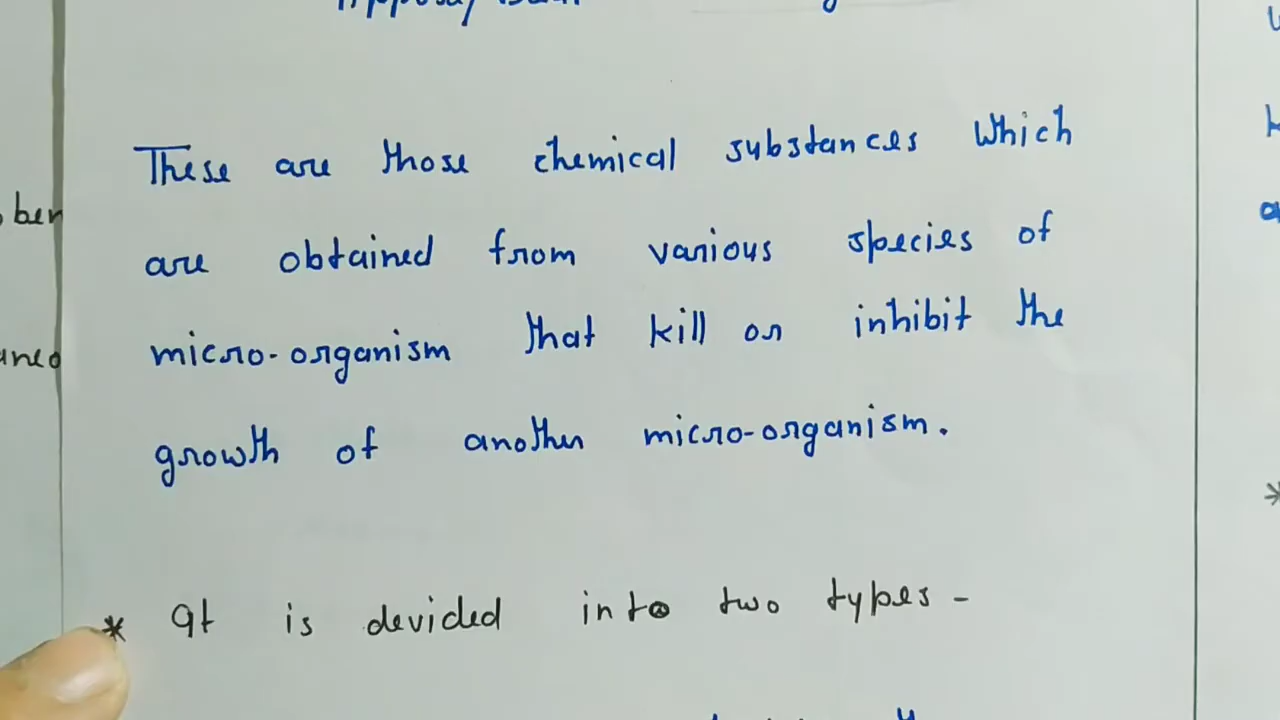 These are those chemical substances which
are obtained from various species of
micro-organism that kill or inhibit the
growth of another micro-organism.
* It is devided into two types -